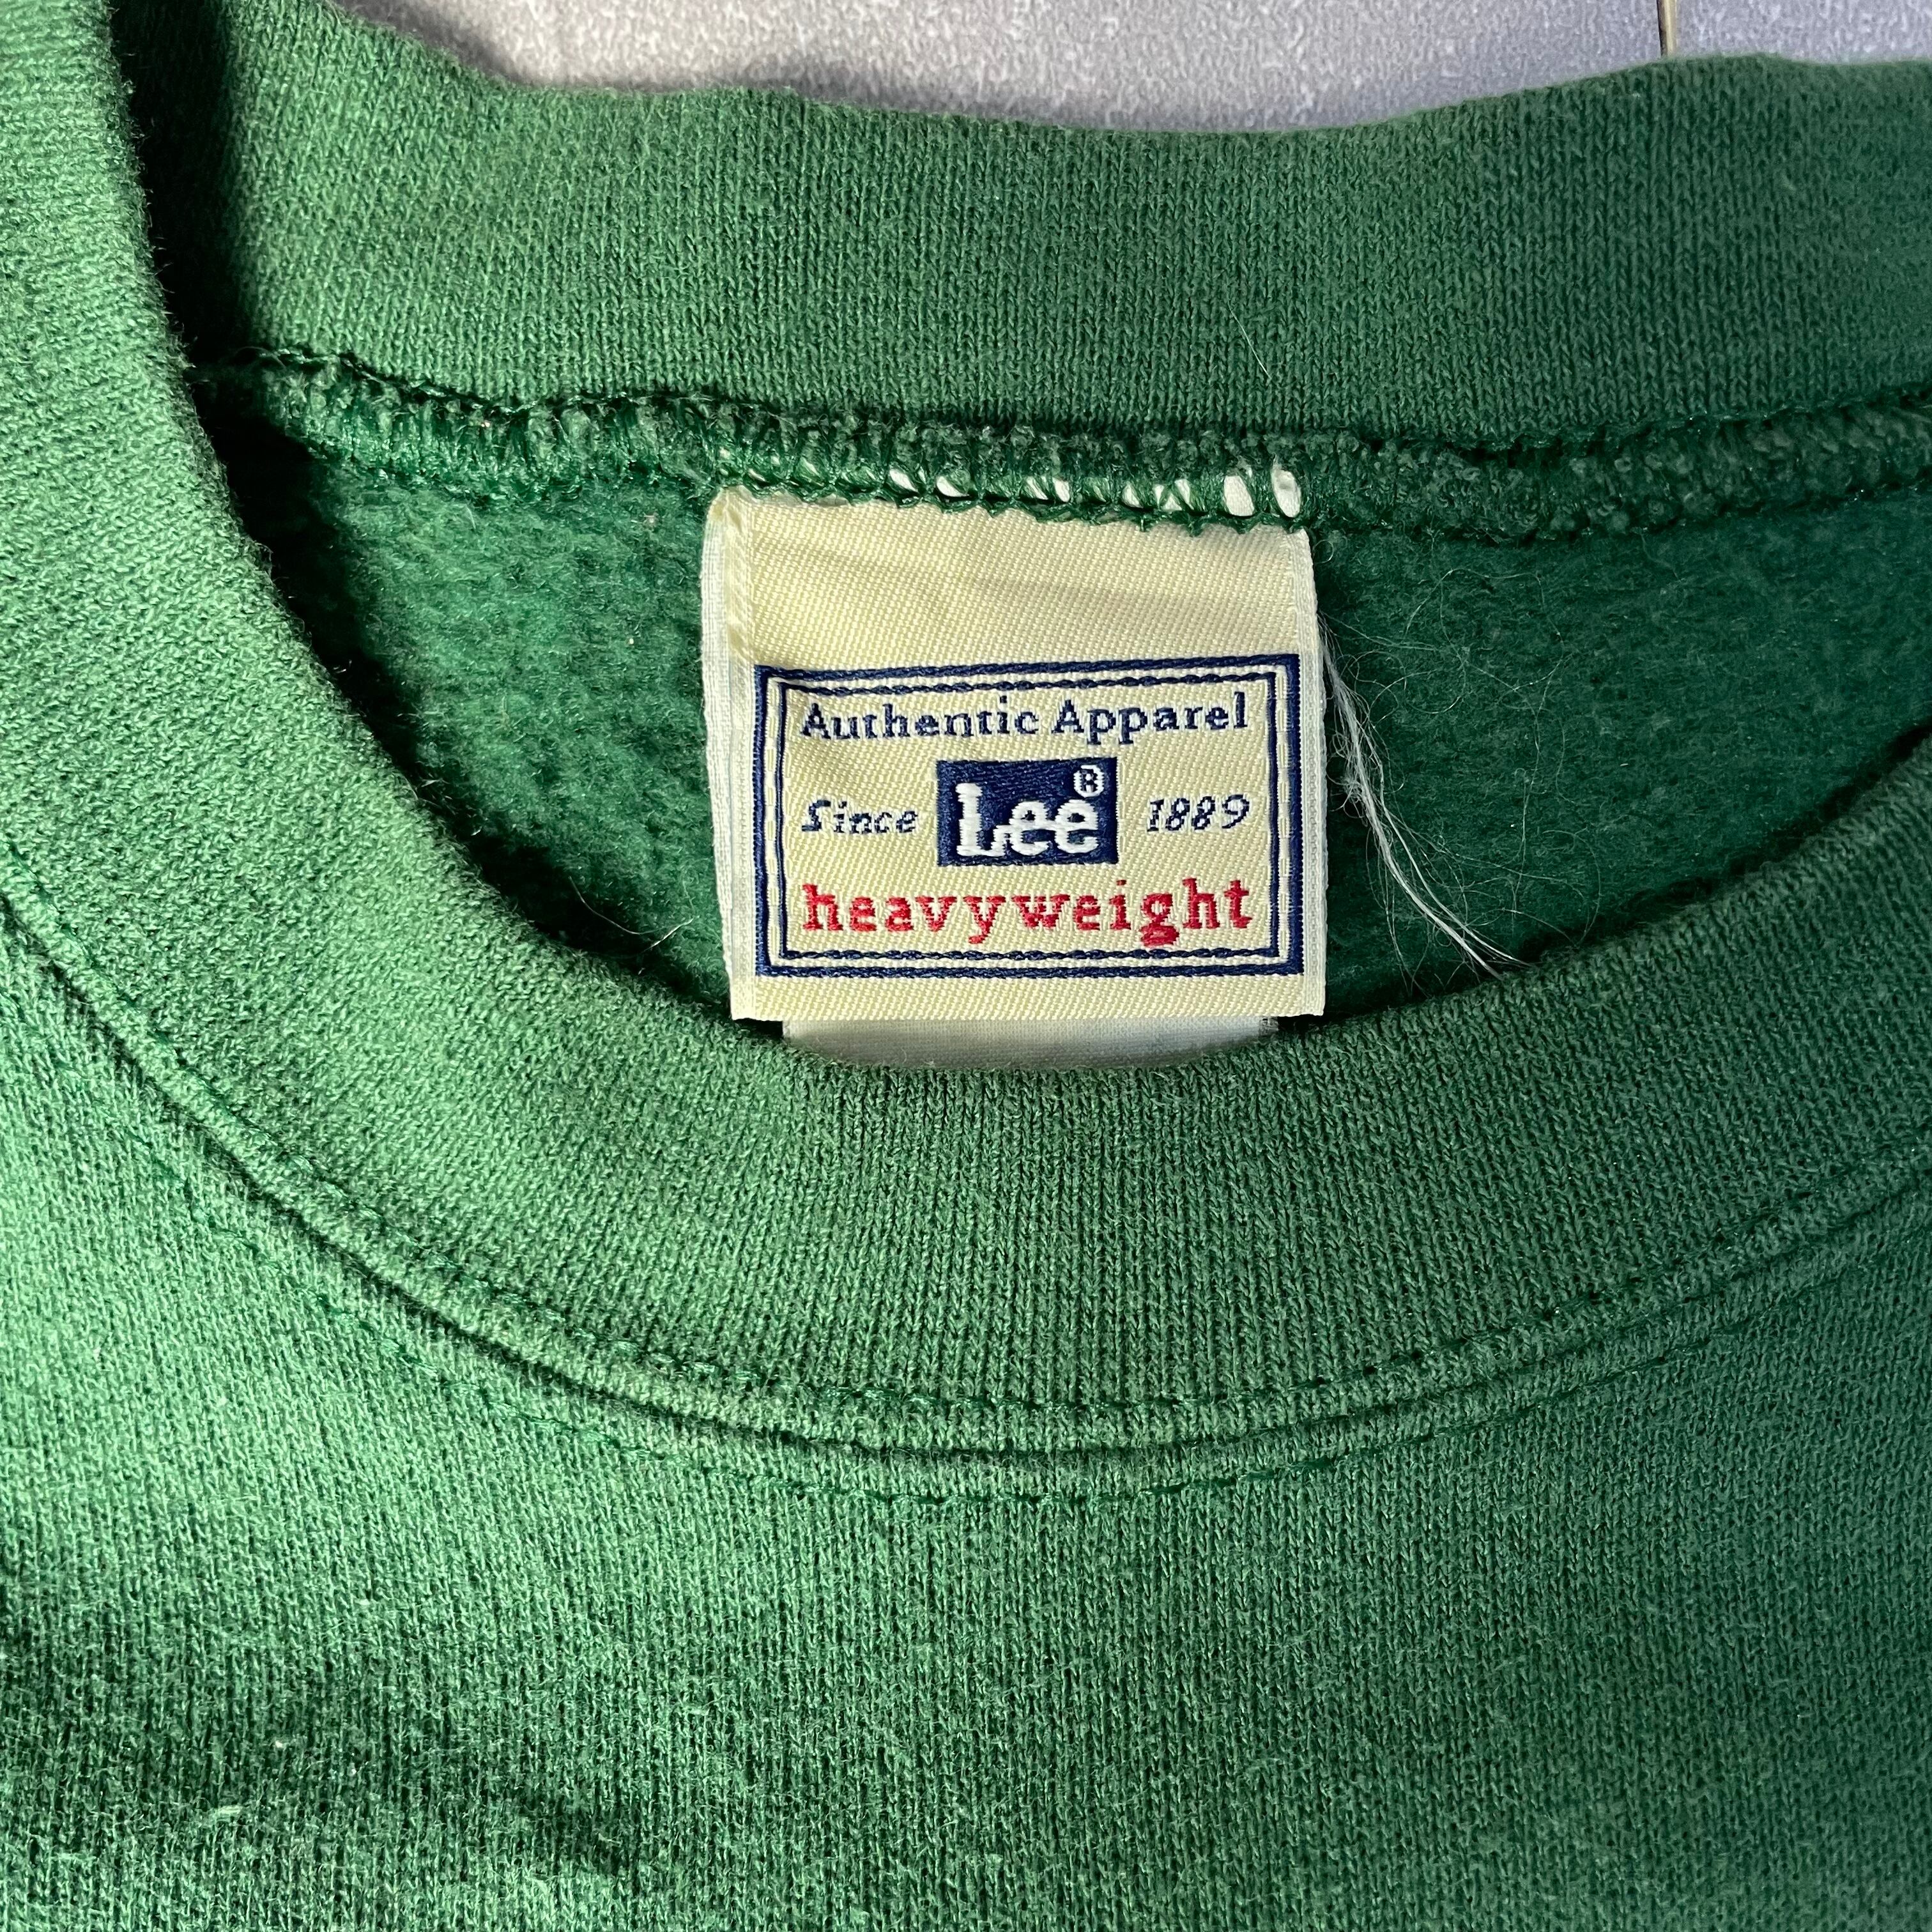 Authentic Apparel
Since Lee® 1889
heavyweight